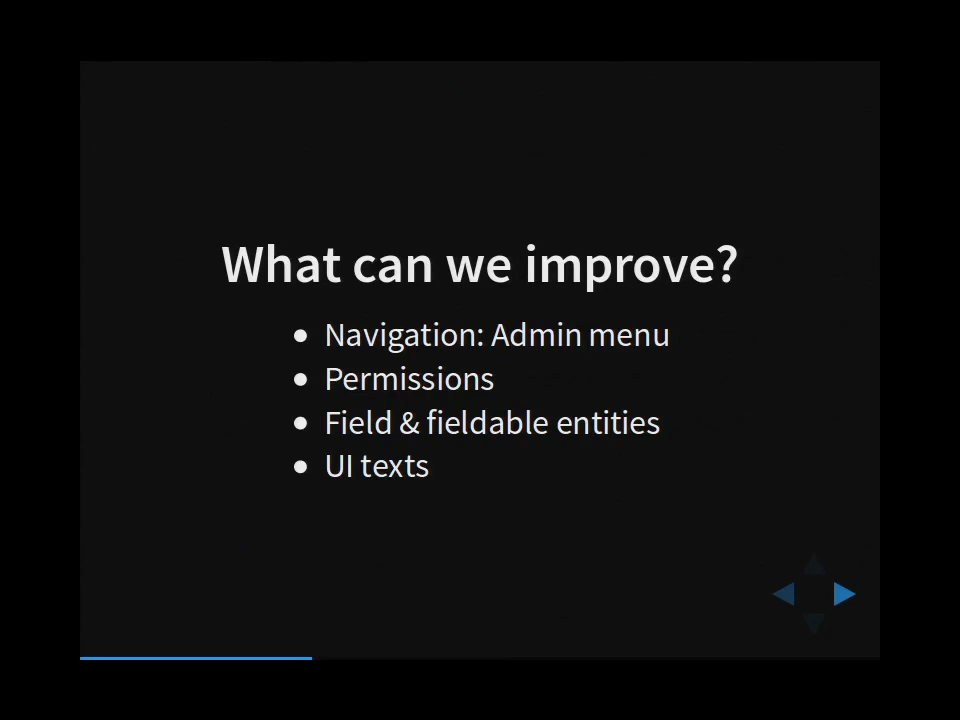 What can we improve?
• Navigation: Admin menu
• Permissions
• Field & fieldable entities
• UI texts